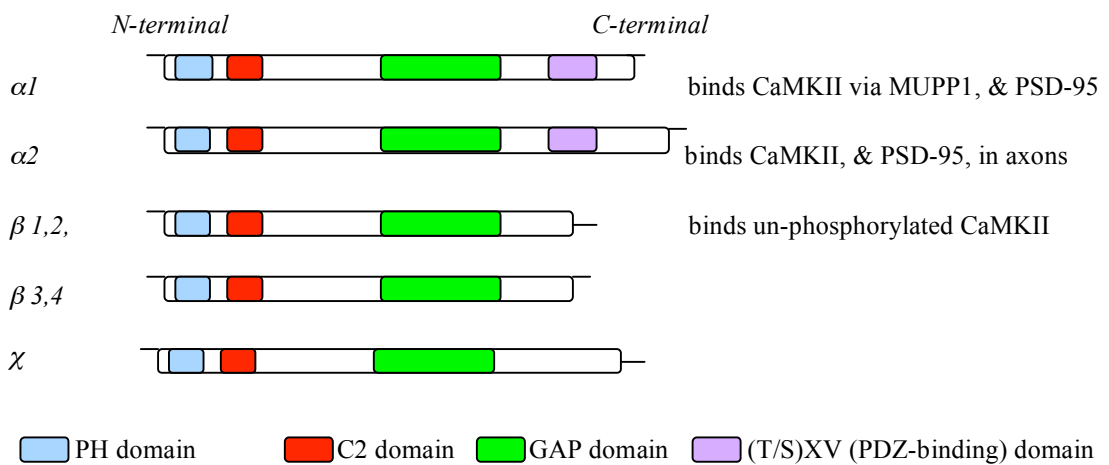 N-terminal C-terminal
α1 binds CaMKII via MUPP1, & PSD-95
α2 binds CaMKII, & PSD-95, in axons
β 1,2, binds un-phosphorylated CaMKII
β 3,4
χ
PH domain C2 domain GAP domain (T/S)XV (PDZ-binding) domain